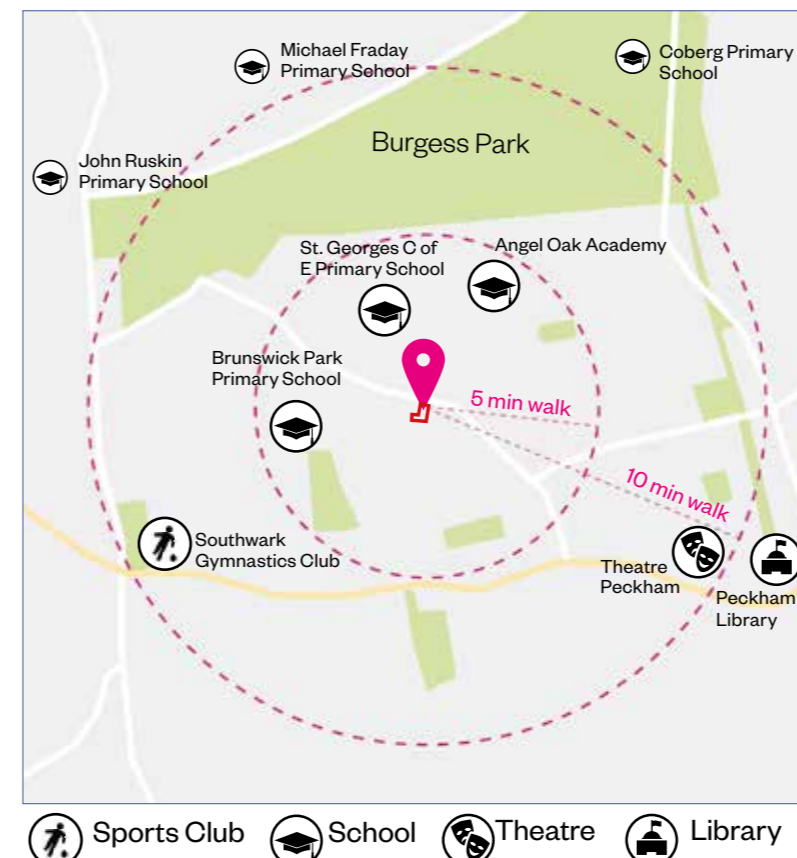 Michael Fraday
Primary School
Coberg Primary
School
Burgess Park
John Ruskin
Primary School
St. Georges C of
E Primary School
Angel Oak Academy
Brunswick Park
Primary School
5 min walk
10 min walk
Southwark
Gymnastics Club
Theatre
Peckham
Peckham
Library
Sports Club
School
Theatre
Library